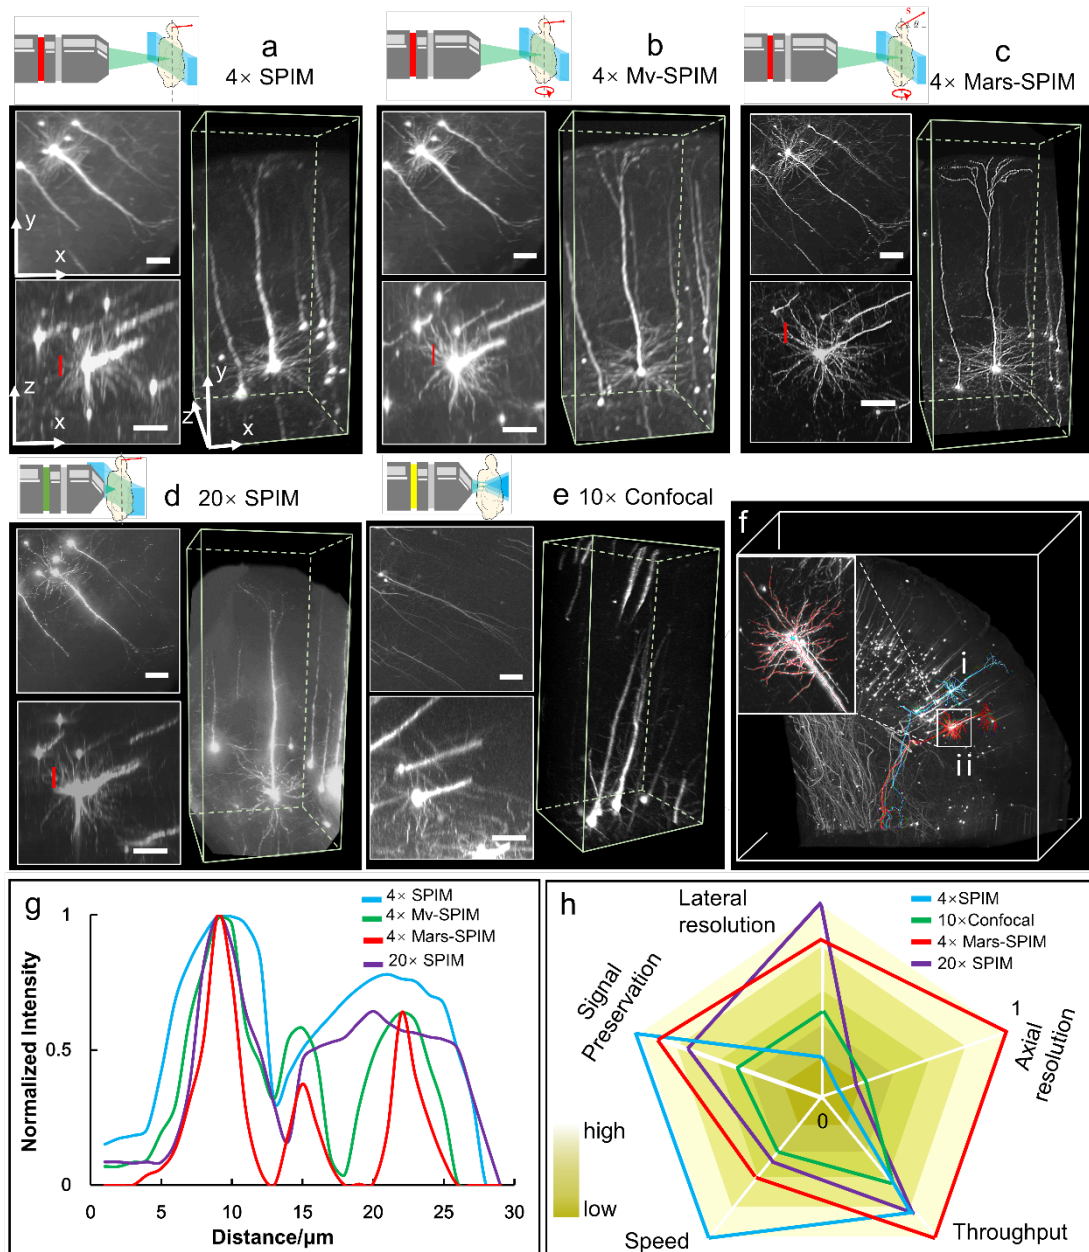 a
4× SPIM
b
4× Mv-SPIM
S
θ
c
4× Mars-SPIM
y
x
z
x
y
z
x
d
20× SPIM
e
10× Confocal
f
i
ii
g
4× SPIM
4× Mv-SPIM
4× Mars-SPIM
20× SPIM
1
0.5
0
Normalized Intensity
0
5
10
15
20
25
30
Distance/µm
h
4×SPIM
10×Confocal
4× Mars-SPIM
20× SPIM
Lateral
resolution
Signal
Preservation
1
Axial
resolution
0
high
low
Speed
Throughput